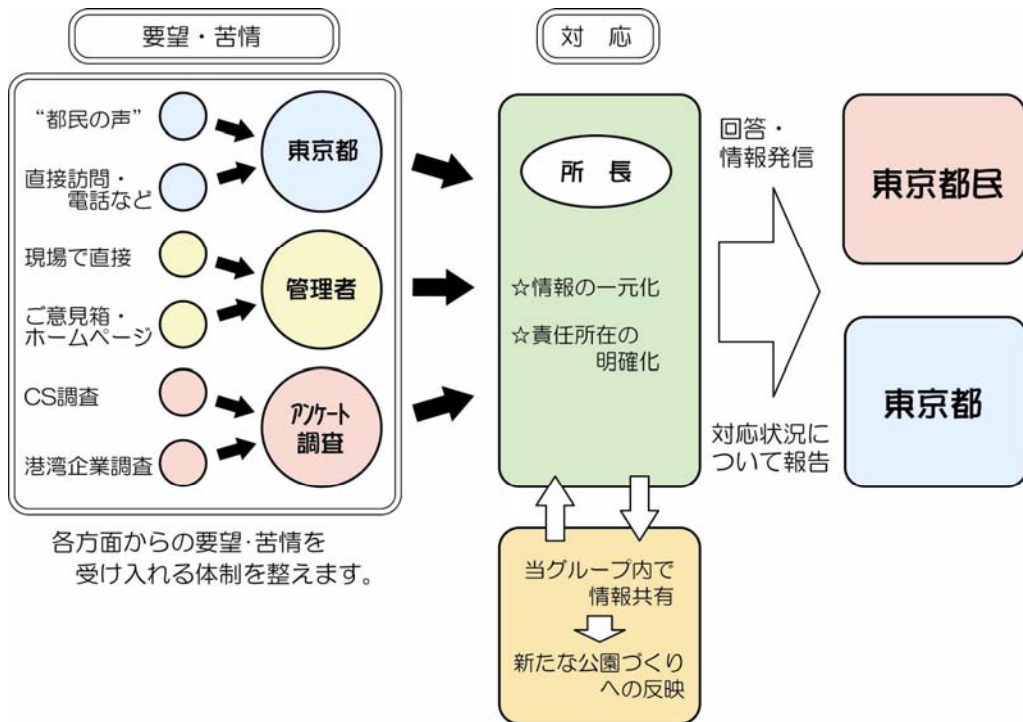 要望・苦情
“都民の声”
直接訪問・
電話など
東京都
現場で直接
ご意見箱・
ホームページ
管理者
CS調査
港湾企業調査
アンケート
調査
各方面からの要望・苦情を
受け入れる体制を整えます。
対 応
所 長
☆情報の一元化
☆責任所在の
明確化
当グループ内で
情報共有
新たな公園づくり
への反映
回答・
情報発信
対応状況に
ついて報告
東京都民
東京都